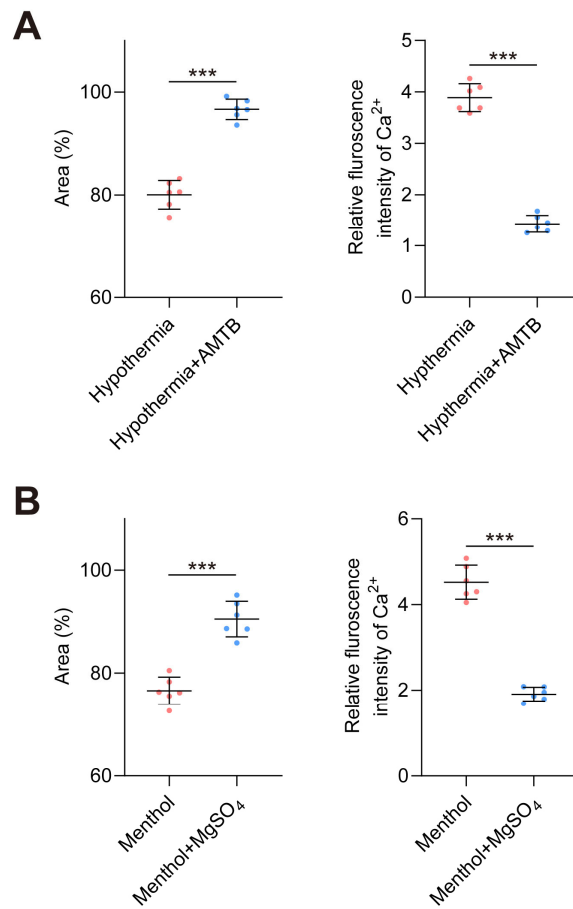 A
Area (%)
100
80
60
***
Hypothermia
Hypothermia+AMTB
Relative fluroscence
intensity of Ca²⁺
5
4
3
2
1
0
***
Hypthermia
Hypthermia+AMTB
B
Area (%)
100
80
60
***
Menthol
Menthol+MgSO₄
Relative fluroscence
intensity of Ca²⁺
6
4
2
0
***
Menthol
Menthol+MgSO₄